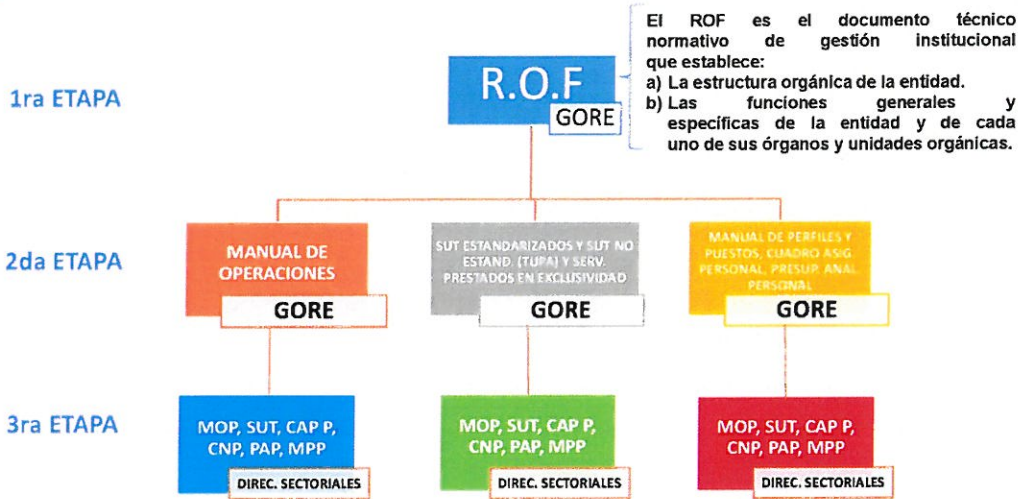 El ROF es el documento técnico
normativo de gestión institucional
que establece:
a) La estructura orgánica de la entidad.
b) Las funciones generales y
específicas de la entidad y de cada
uno de sus órganos y unidades orgánicas.
1ra ETAPA
R.O.F
GORE
2da ETAPA
MANUAL DE
OPERACIONES
GORE
SUT ESTANDARIZADOS Y SUT NO
ESTAND. (TUPA) Y SERV.
PRESTADOS EN EXCLUSIVIDAD
GORE
MANUAL DE PERFILES Y
PUESTOS, CUADRO ASIG.
PERSONAL, PRESUP. ANAL.
PERSONAL
GORE
3ra ETAPA
MOP, SUT, CAP P,
CNP, PAP, MPP
DIREC. SECTORIALES
MOP, SUT, CAP P,
CNP, PAP, MPP
DIREC. SECTORIALES
MOP, SUT, CAP P,
CNP, PAP, MPP
DIREC. SECTORIALES